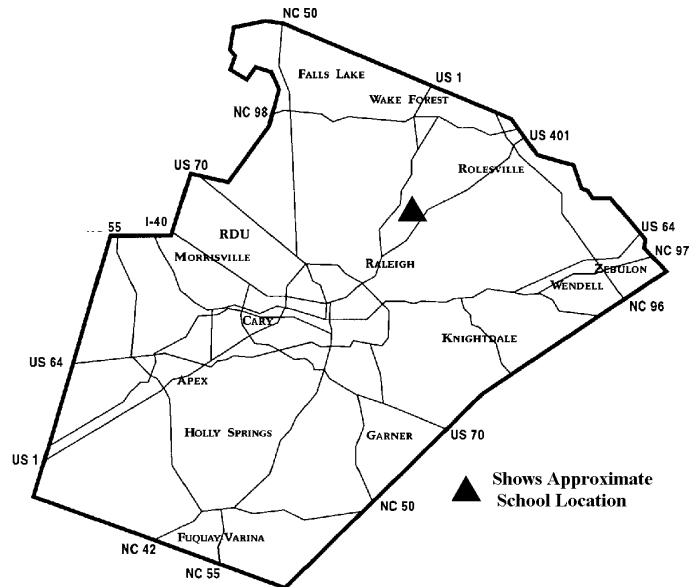 NC 50
FALLS LAKE
US 1
WAKE FOREST
NC 98
US 401
US 70
ROLESVILLE
55
I-40
RDU
US 64
MORRISVILLE
RALEIGH
NC 97
ZEBULON
WENDELL
NC 96
CARY
KNIGHTDALE
US 64
APEX
HOLLY SPRINGS
GARNER
US 70
US 1
Shows Approximate
School Location
NC 50
FUQUAY VARINA
NC 42
NC 55